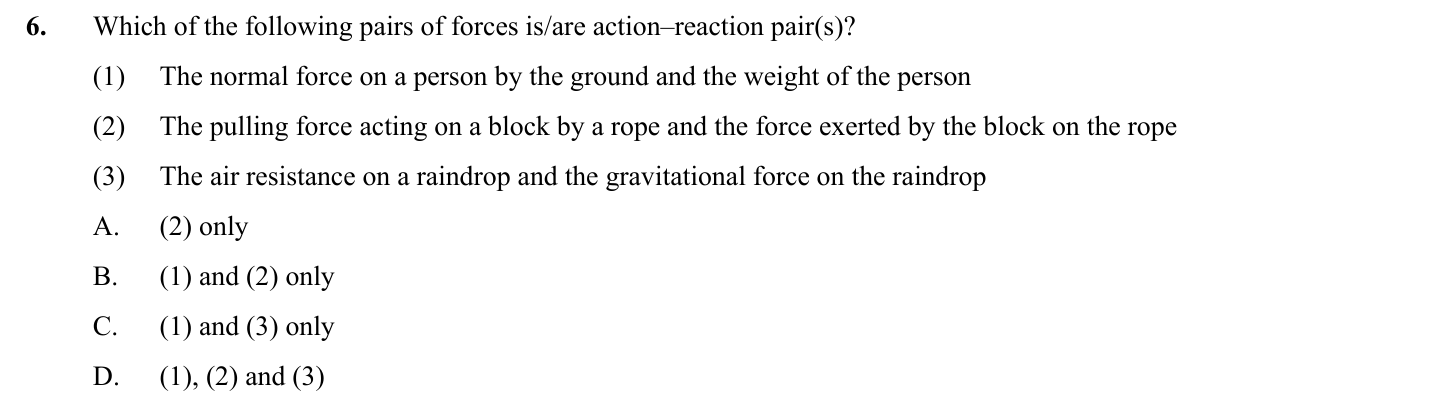 6. Which of the following pairs of forces is/are action–reaction pair(s)?
(1) The normal force on a person by the ground and the weight of the person
(2) The pulling force acting on a block by a rope and the force exerted by the block on the rope
(3) The air resistance on a raindrop and the gravitational force on the raindrop
A. (2) only
B. (1) and (2) only
C. (1) and (3) only
D. (1), (2) and (3)